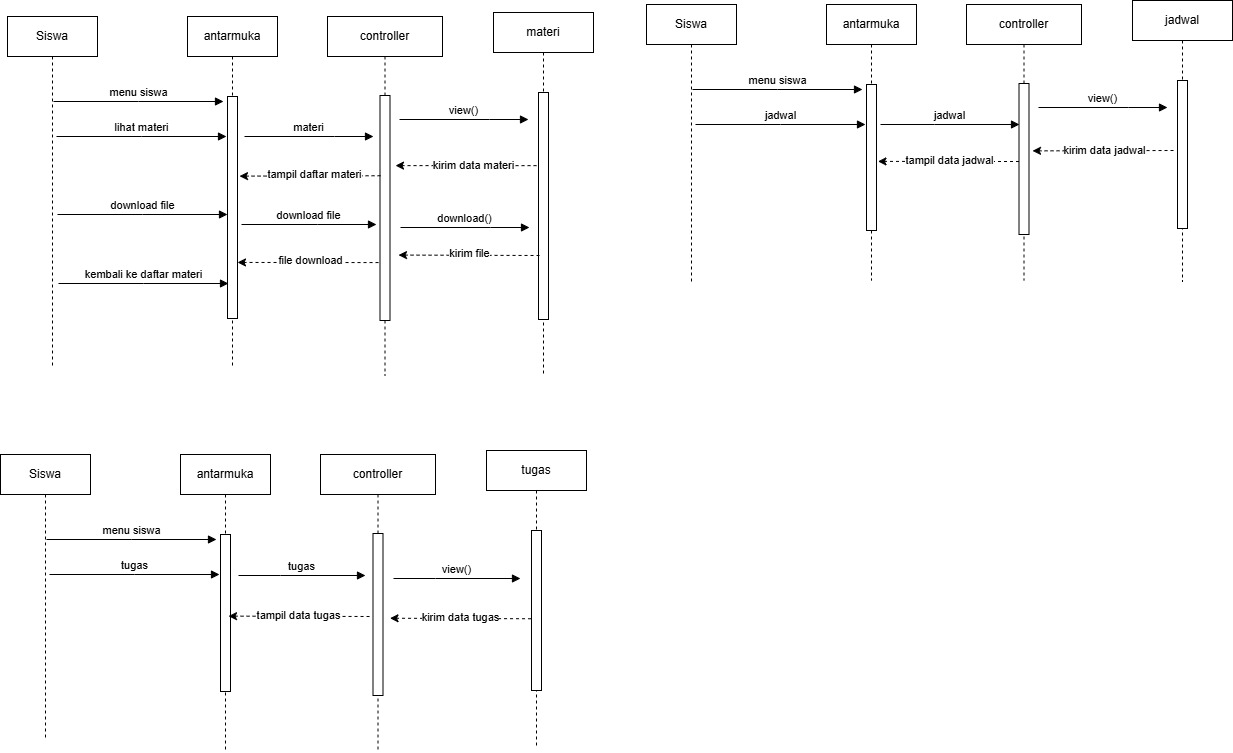 Siswa
antarmuka
controller
materi
menu siswa
view()
lihat materi
materi
kirim data materi
tampil daftar materi
download file
download file
download()
kirim file
file download
kembali ke daftar materi
Siswa
antarmuka
controller
jadwal
menu siswa
view()
jadwal
jadwal
kirim data jadwal
tampil data jadwal
Siswa
antarmuka
controller
tugas
menu siswa
tugas
tugas
view()
tampil data tugas
kirim data tugas